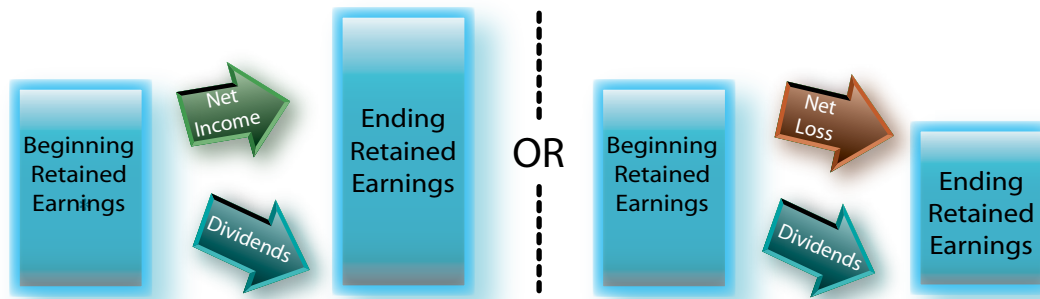 Beginning
Retained
Earnings
Net
Income
Dividends
Ending
Retained
Earnings
OR
Beginning
Retained
Earnings
Net
Loss
Dividends
Ending
Retained
Earnings